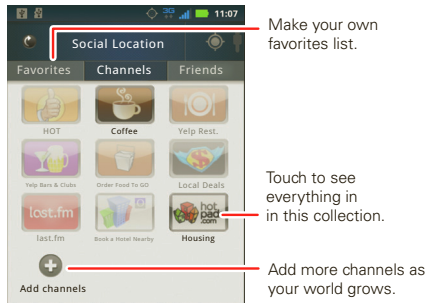 3G 11:07
Social Location
Favorites Channels Friends
HOT Coffee Yelp Rest.
Yelp Bars & Clubs Order Food To GO Local Deals
lost.fm hot pad .com
last.fm Book a Hotel Nearby Housing
Add channels
Make your own
favorites list.
Touch to see
everything in
in this collection.
Add more channels as
your world grows.